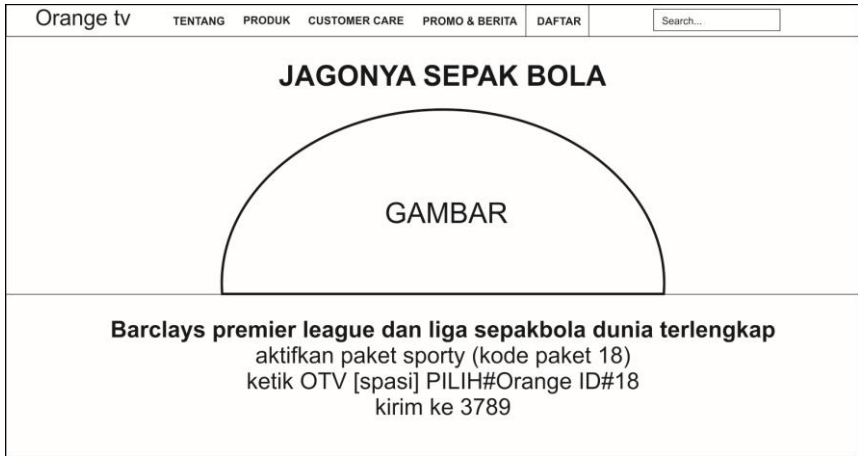 Orange tv TENTANG PRODUK CUSTOMER CARE PROMO & BERITA DAFTAR Search...
JAGONYA SEPAK BOLA
GAMBAR
Barclays premier league dan liga sepakbola dunia terlengkap
aktifkan paket sporty (kode paket 18)
ketik OTV [spasi] PILIH#Orange ID#18
kirim ke 3789